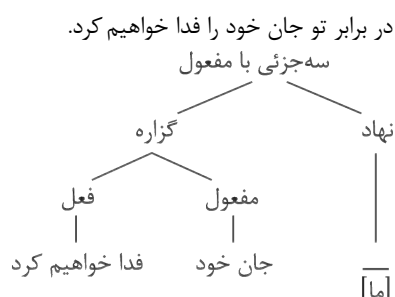 در برابر تو جان خود را فدا خواهیم کرد.
سه‌جزئی با مفعول
نهاد گزاره
مفعول فعل
جان خود فدا خواهیم کرد
[ما]